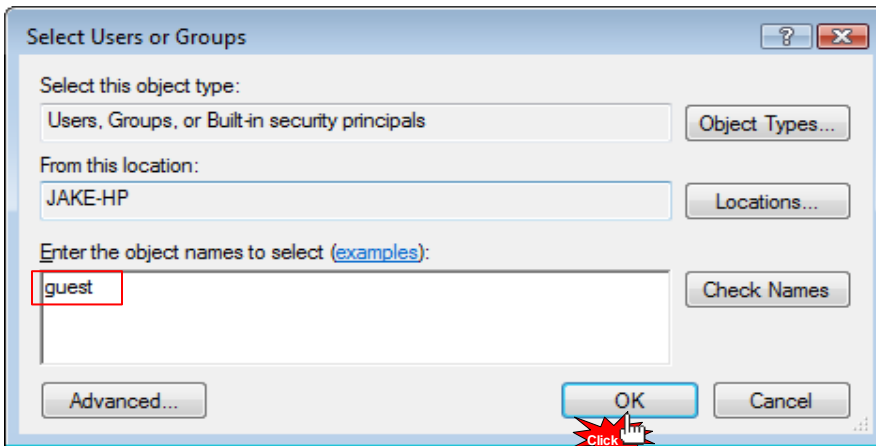 Select Users or Groups
Select this object type:
Users, Groups, or Built-in security principals
Object Types...
From this location:
JAKE-HP
Locations...
Enter the object names to select (examples):
guest
Check Names
Advanced...
OK
Cancel
Click